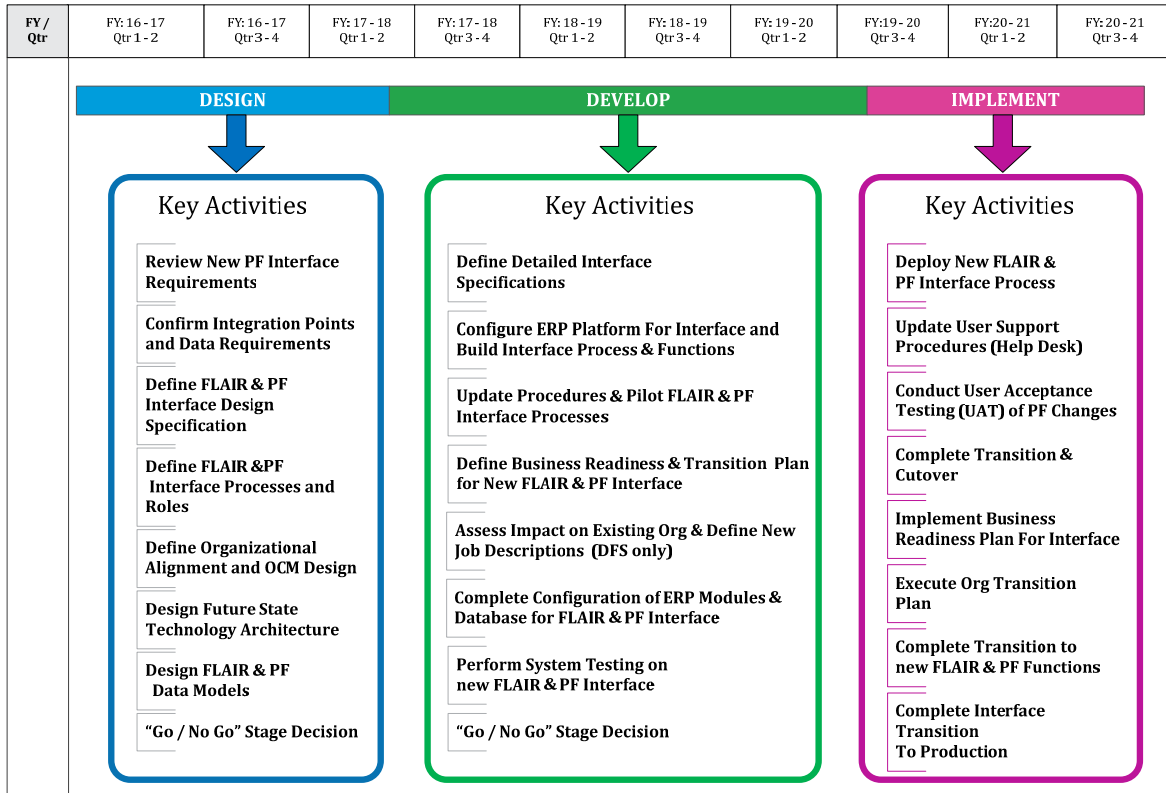 FY / Qtr
FY: 16 - 17
Qtr 1 - 2
FY: 16 - 17
Qtr 3 - 4
FY: 17 - 18
Qtr 1 - 2
FY: 17 - 18
Qtr 3 - 4
FY: 18 - 19
Qtr 1 - 2
FY: 18 - 19
Qtr 3 - 4
FY: 19 - 20
Qtr 1 - 2
FY:19 - 20
Qtr 3 - 4
FY:20 - 21
Qtr 1 - 2
FY: 20 - 21
Qtr 3 - 4
DESIGN
DEVELOP
IMPLEMENT
Key Activities
Review New PF Interface
Requirements
Confirm Integration Points
and Data Requirements
Define FLAIR & PF
Interface Design
Specification
Define FLAIR &PF
Interface Processes and
Roles
Define Organizational
Alignment and OCM Design
Design Future State
Technology Architecture
Design FLAIR & PF
Data Models
“Go / No Go” Stage Decision
Key Activities
Define Detailed Interface
Specifications
Configure ERP Platform For Interface and
Build Interface Process & Functions
Update Procedures & Pilot FLAIR & PF
Interface Processes
Define Business Readiness & Transition Plan
for New FLAIR & PF Interface
Assess Impact on Existing Org & Define New
Job Descriptions (DFS only)
Complete Configuration of ERP Modules &
Database for FLAIR & PF Interface
Perform System Testing on
new FLAIR & PF Interface
“Go / No Go” Stage Decision
Key Activities
Deploy New FLAIR &
PF Interface Process
Update User Support
Procedures (Help Desk)
Conduct User Acceptance
Testing (UAT) of PF Changes
Complete Transition &
Cutover
Implement Business
Readiness Plan For Interface
Execute Org Transition
Plan
Complete Transition to
new FLAIR & PF Functions
Complete Interface
Transition
To Production